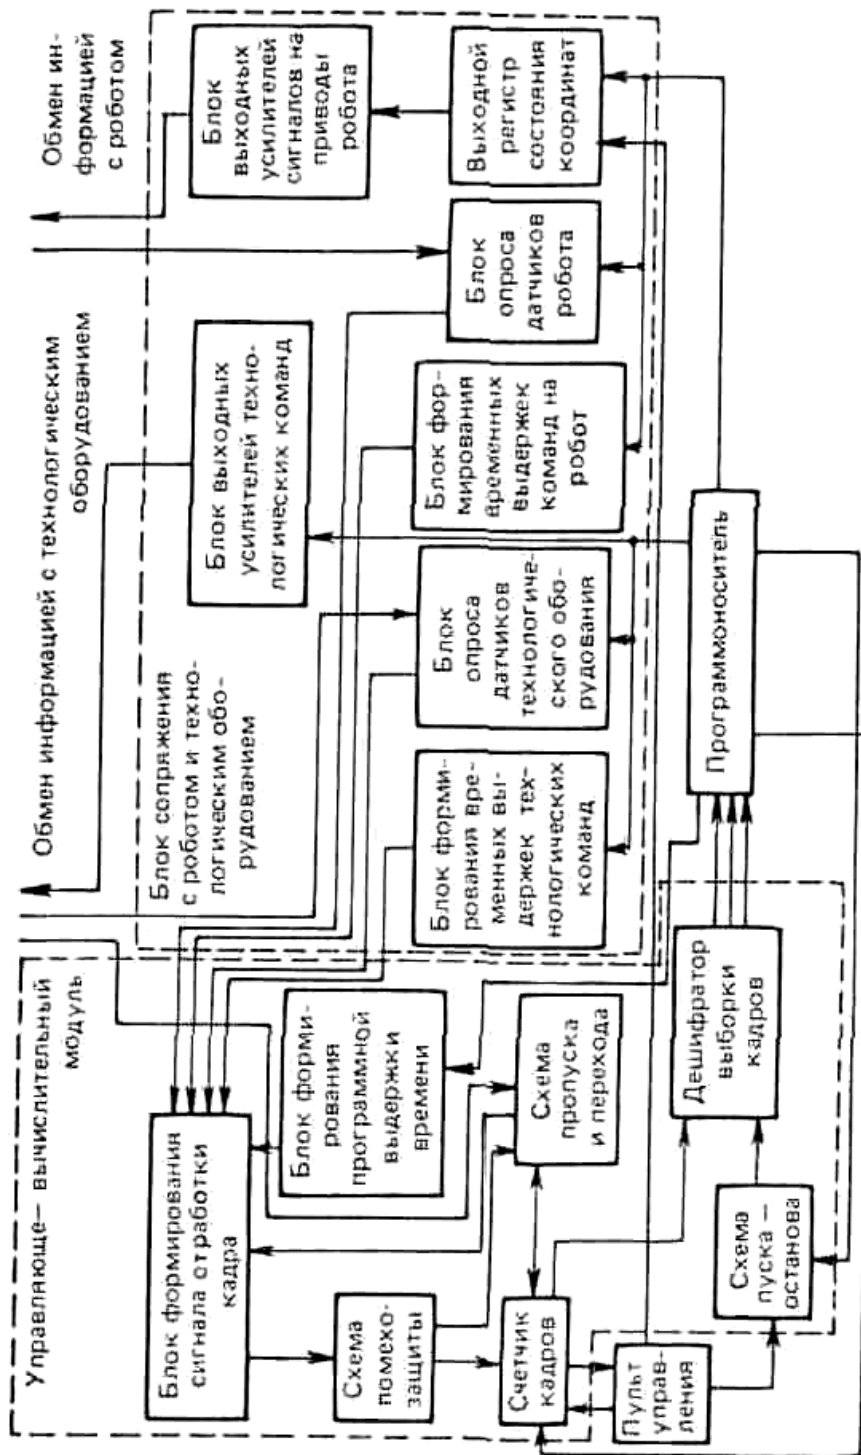 Управляюще—вычислительный
модуль
Обмен информацией с технологическим
оборудованием
Обмен ин-
формацией
с роботом
Блок сопряжения
с роботом и техно-
логическим обо-
рудованием
Блок формирования
сигнала отработки
кадра
Блок выходных
усилителей техно-
логических команд
Блок
выходных
усилителей
сигналов на
приводы
робота
Блок форми-
рования
программной
выдержки
времени
Схема
помехо-
защиты
Блок форми-
рования вре-
менных вы-
держек тех-
нологических
команд
Блок
опроса
датчиков
технологиче-
ского обо-
рудования
Блок фор-
мирования
временных
выдержек
команд на
робот
Блок
опроса
датчиков
робота
Выходной
регистр
состояния
координат
Счетчик
кадров
Схема
пропуска
и перехода
Пульт
управ-
ления
Схема
пуска—
останова
Дешифратор
выборки
кадров
Программоноситель